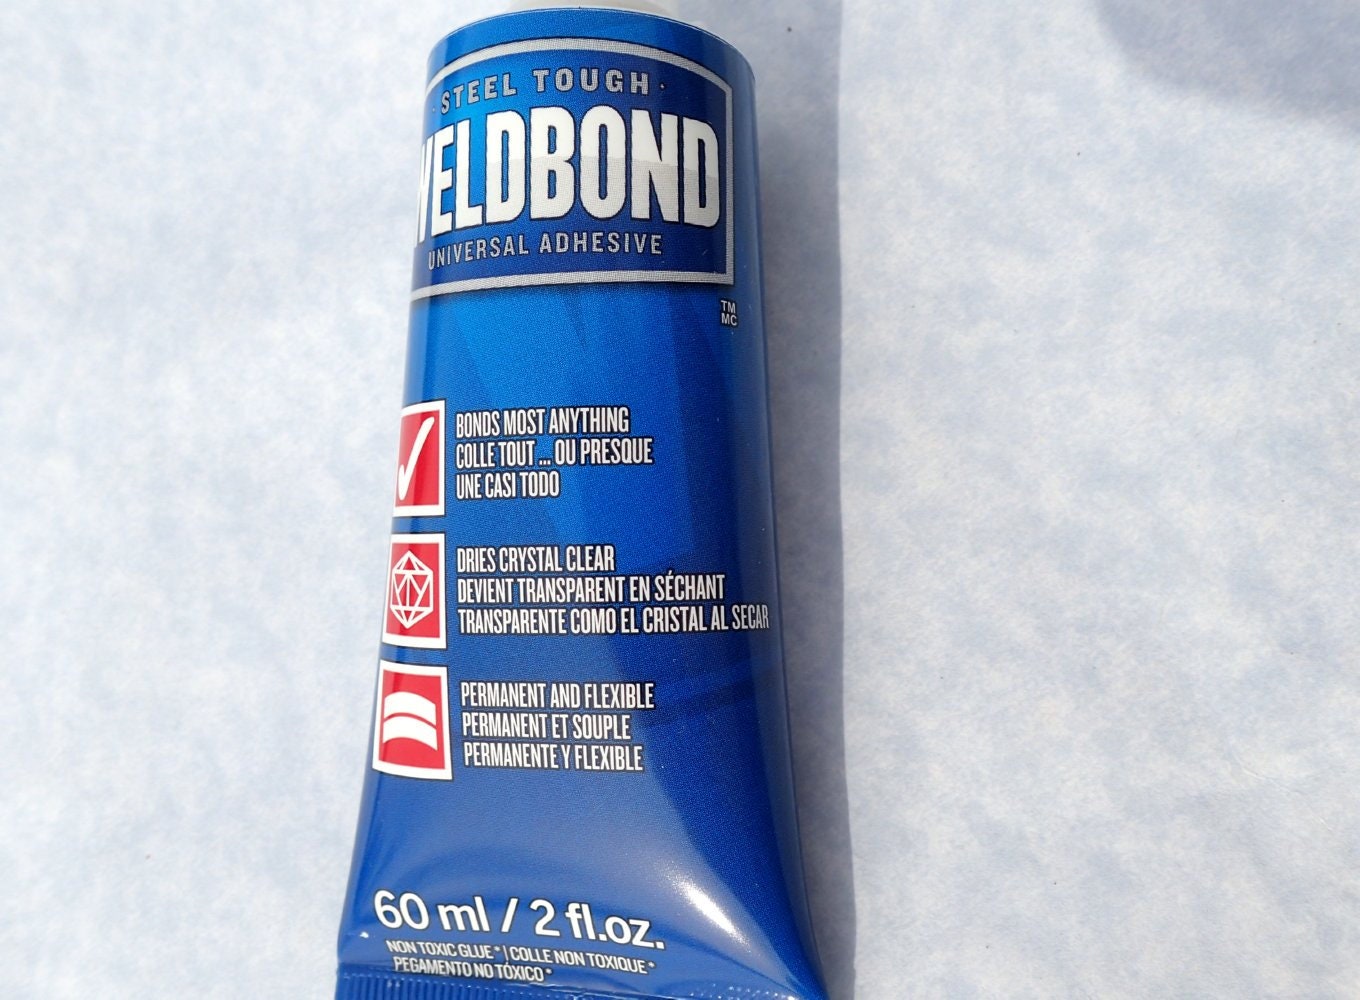 · STEEL TOUGH ·
WELDBOND
UNIVERSAL ADHESIVE
TM
MC
BONDS MOST ANYTHING
COLLE TOUT ... OU PRESQUE
UNE CASI TODO
DRIES CRYSTAL CLEAR
DEVIENT TRANSPARENT EN SÉCHANT
TRANSPARENTE COMO EL CRISTAL AL SECAR
PERMANENT AND FLEXIBLE
PERMANENT ET SOUPLE
PERMANENTE Y FLEXIBLE
60 ml / 2 fl.oz.
NON TOXIC GLUE* | COLLE NON TOXIQUE*
PEGAMENTO NO TÓXICO*